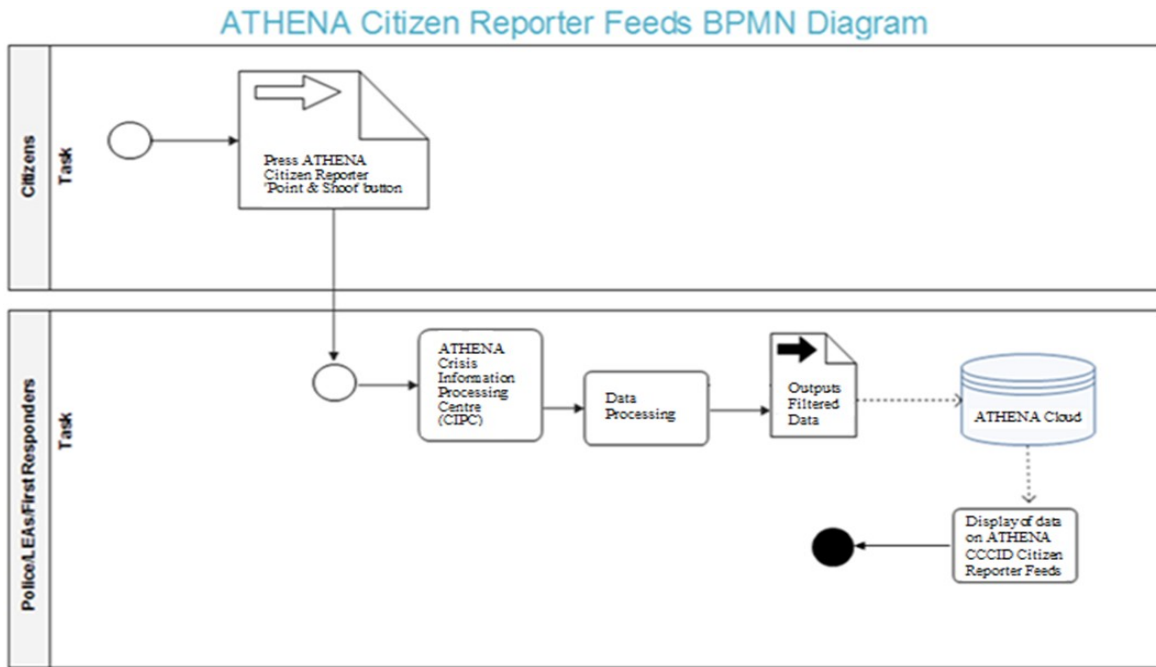 ATHENA Citizen Reporter Feeds BPMN Diagram
Citizens
Task
Press ATHENA
Citizen Reporter
'Point & Shoot' button
Police/LEAs/First Responders
Task
ATHENA
Crisis
Information
Processing
Centre
(CIPC)
Data
Processing
Outputs
Filtered
Data
ATHENA Cloud
Display of data
on ATHENA
CCCID Citizen
Reporter Feeds